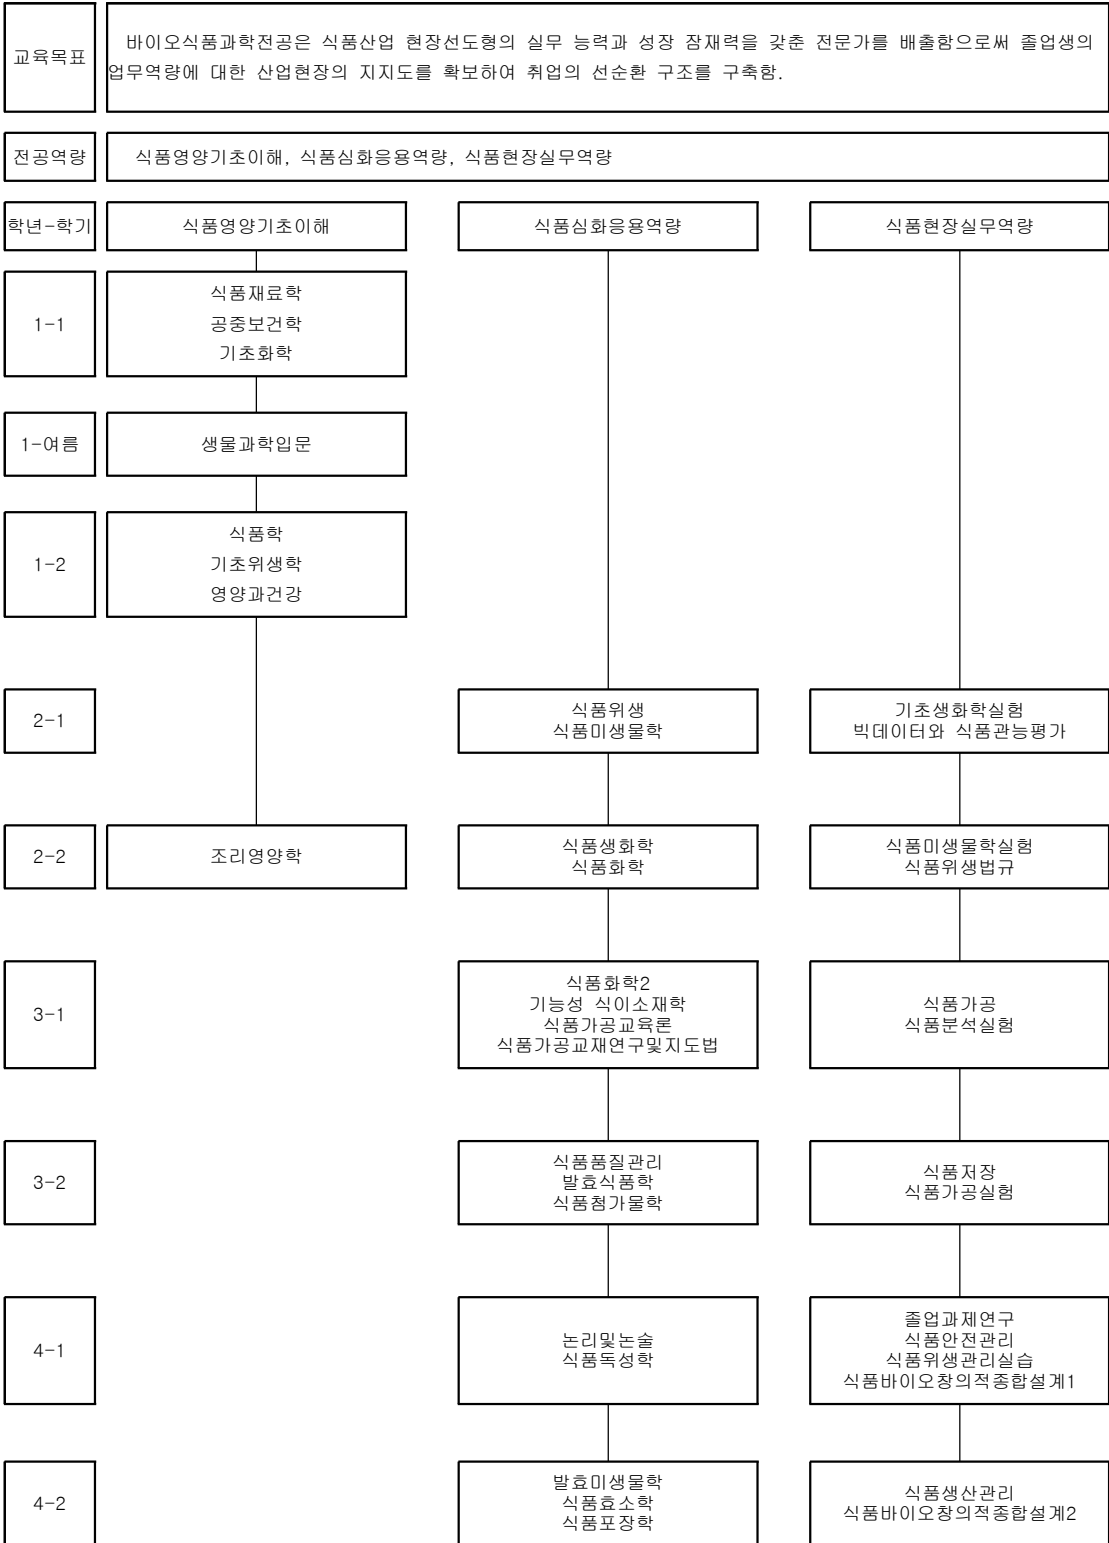 교육목표
바이오식품과학전공은 식품산업 현장선도형의 실무 능력과 성장 잠재력을 갖춘 전문가를 배출함으로써 졸업생의
업무역량에 대한 산업현장의 지지도를 확보하여 취업의 선순환 구조를 구축함.
전공역량
식품영양기초이해, 식품심화응용역량, 식품현장실무역량
학년-학기
식품영양기초이해
식품심화응용역량
식품현장실무역량
1-1
식품재료학
공중보건학
기초화학
1-여름
생물과학입문
1-2
식품학
기초위생학
영양과건강
2-1
식품위생
식품미생물학
기초생화학실험
빅데이터와 식품관능평가
2-2
조리영양학
식품생화학
식품화학
식품미생물학실험
식품위생법규
3-1
식품화학2
기능성 식이소재학
식품가공교육론
식품가공교재연구및지도법
식품가공
식품분석실험
3-2
식품품질관리
발효식품학
식품첨가물학
식품저장
식품가공실험
4-1
논리및논술
식품독성학
졸업과제연구
식품안전관리
식품위생관리실습
식품바이오창의적종합설계1
4-2
발효미생물학
식품효소학
식품포장학
식품생산관리
식품바이오창의적종합설계2